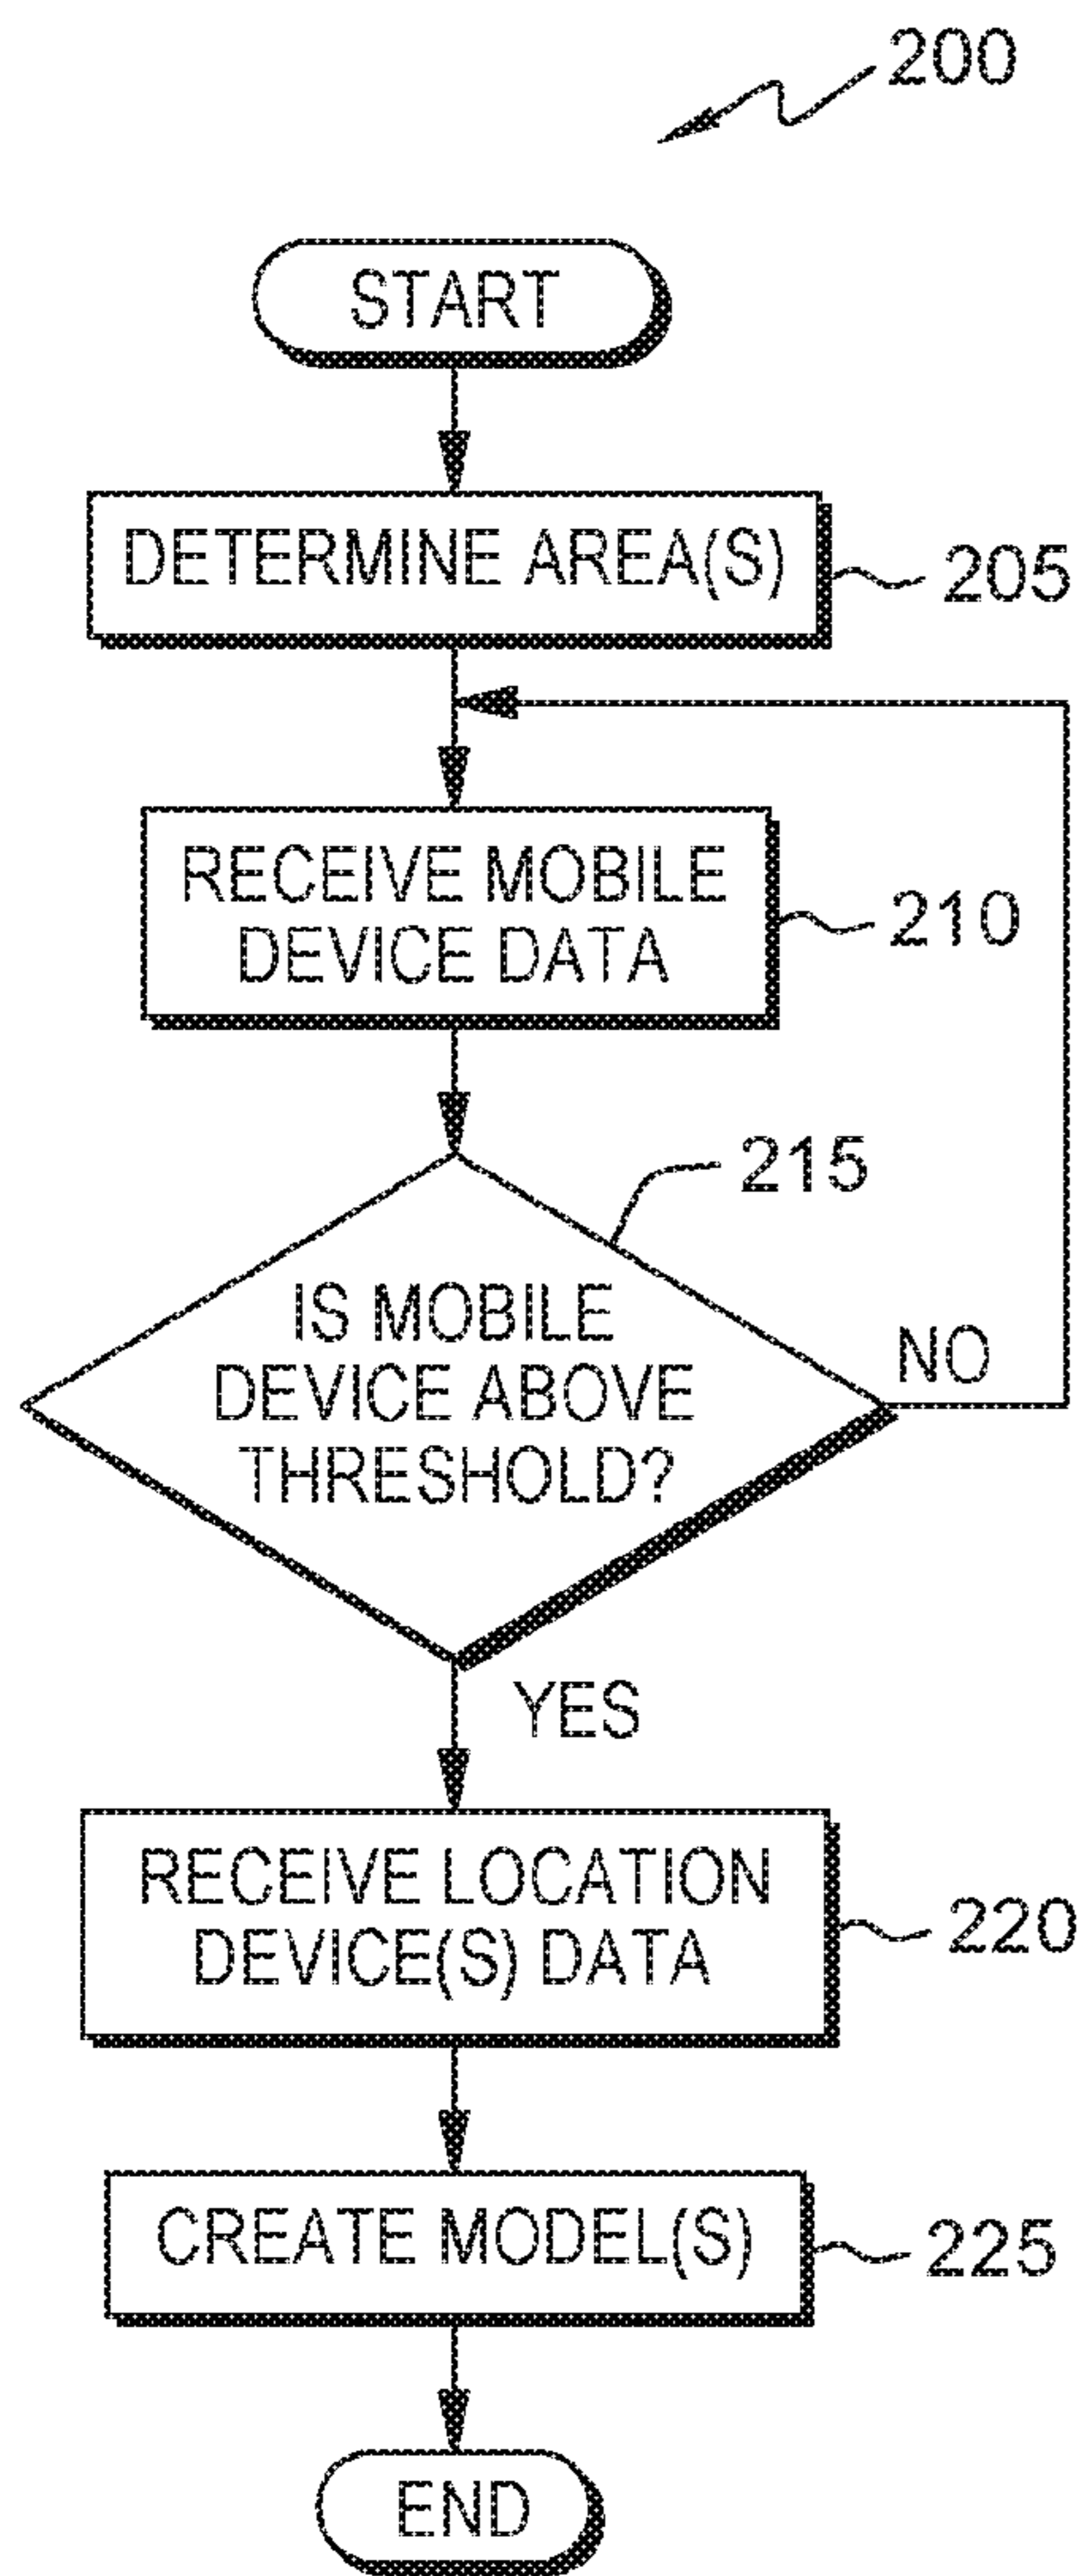 200
START
DETERMINE AREA(S)
205
RECEIVE MOBILE
DEVICE DATA
210
215
IS MOBILE
DEVICE ABOVE
THRESHOLD?
NO
YES
RECEIVE LOCATION
DEVICE(S) DATA
220
CREATE MODEL(S)
225
END